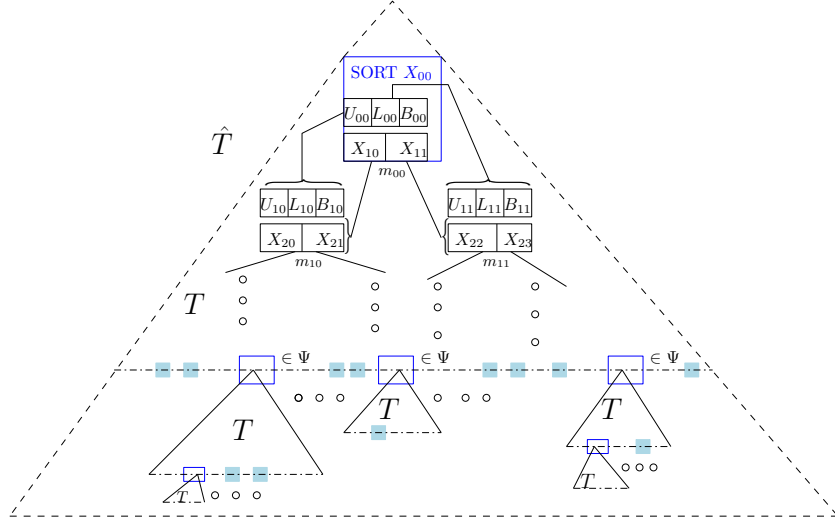 SORT X₀₀
U₀₀ L₀₀ B₀₀
T̂
X₁₀ X₁₁
m₀₀
U₁₀ L₁₀ B₁₀ U₁₁ L₁₁ B₁₁
X₂₀ X₂₁ X₂₂ X₂₃
m₁₀ m₁₁
T
∈ Ψ ∈ Ψ ∈ Ψ
T T T
T
T